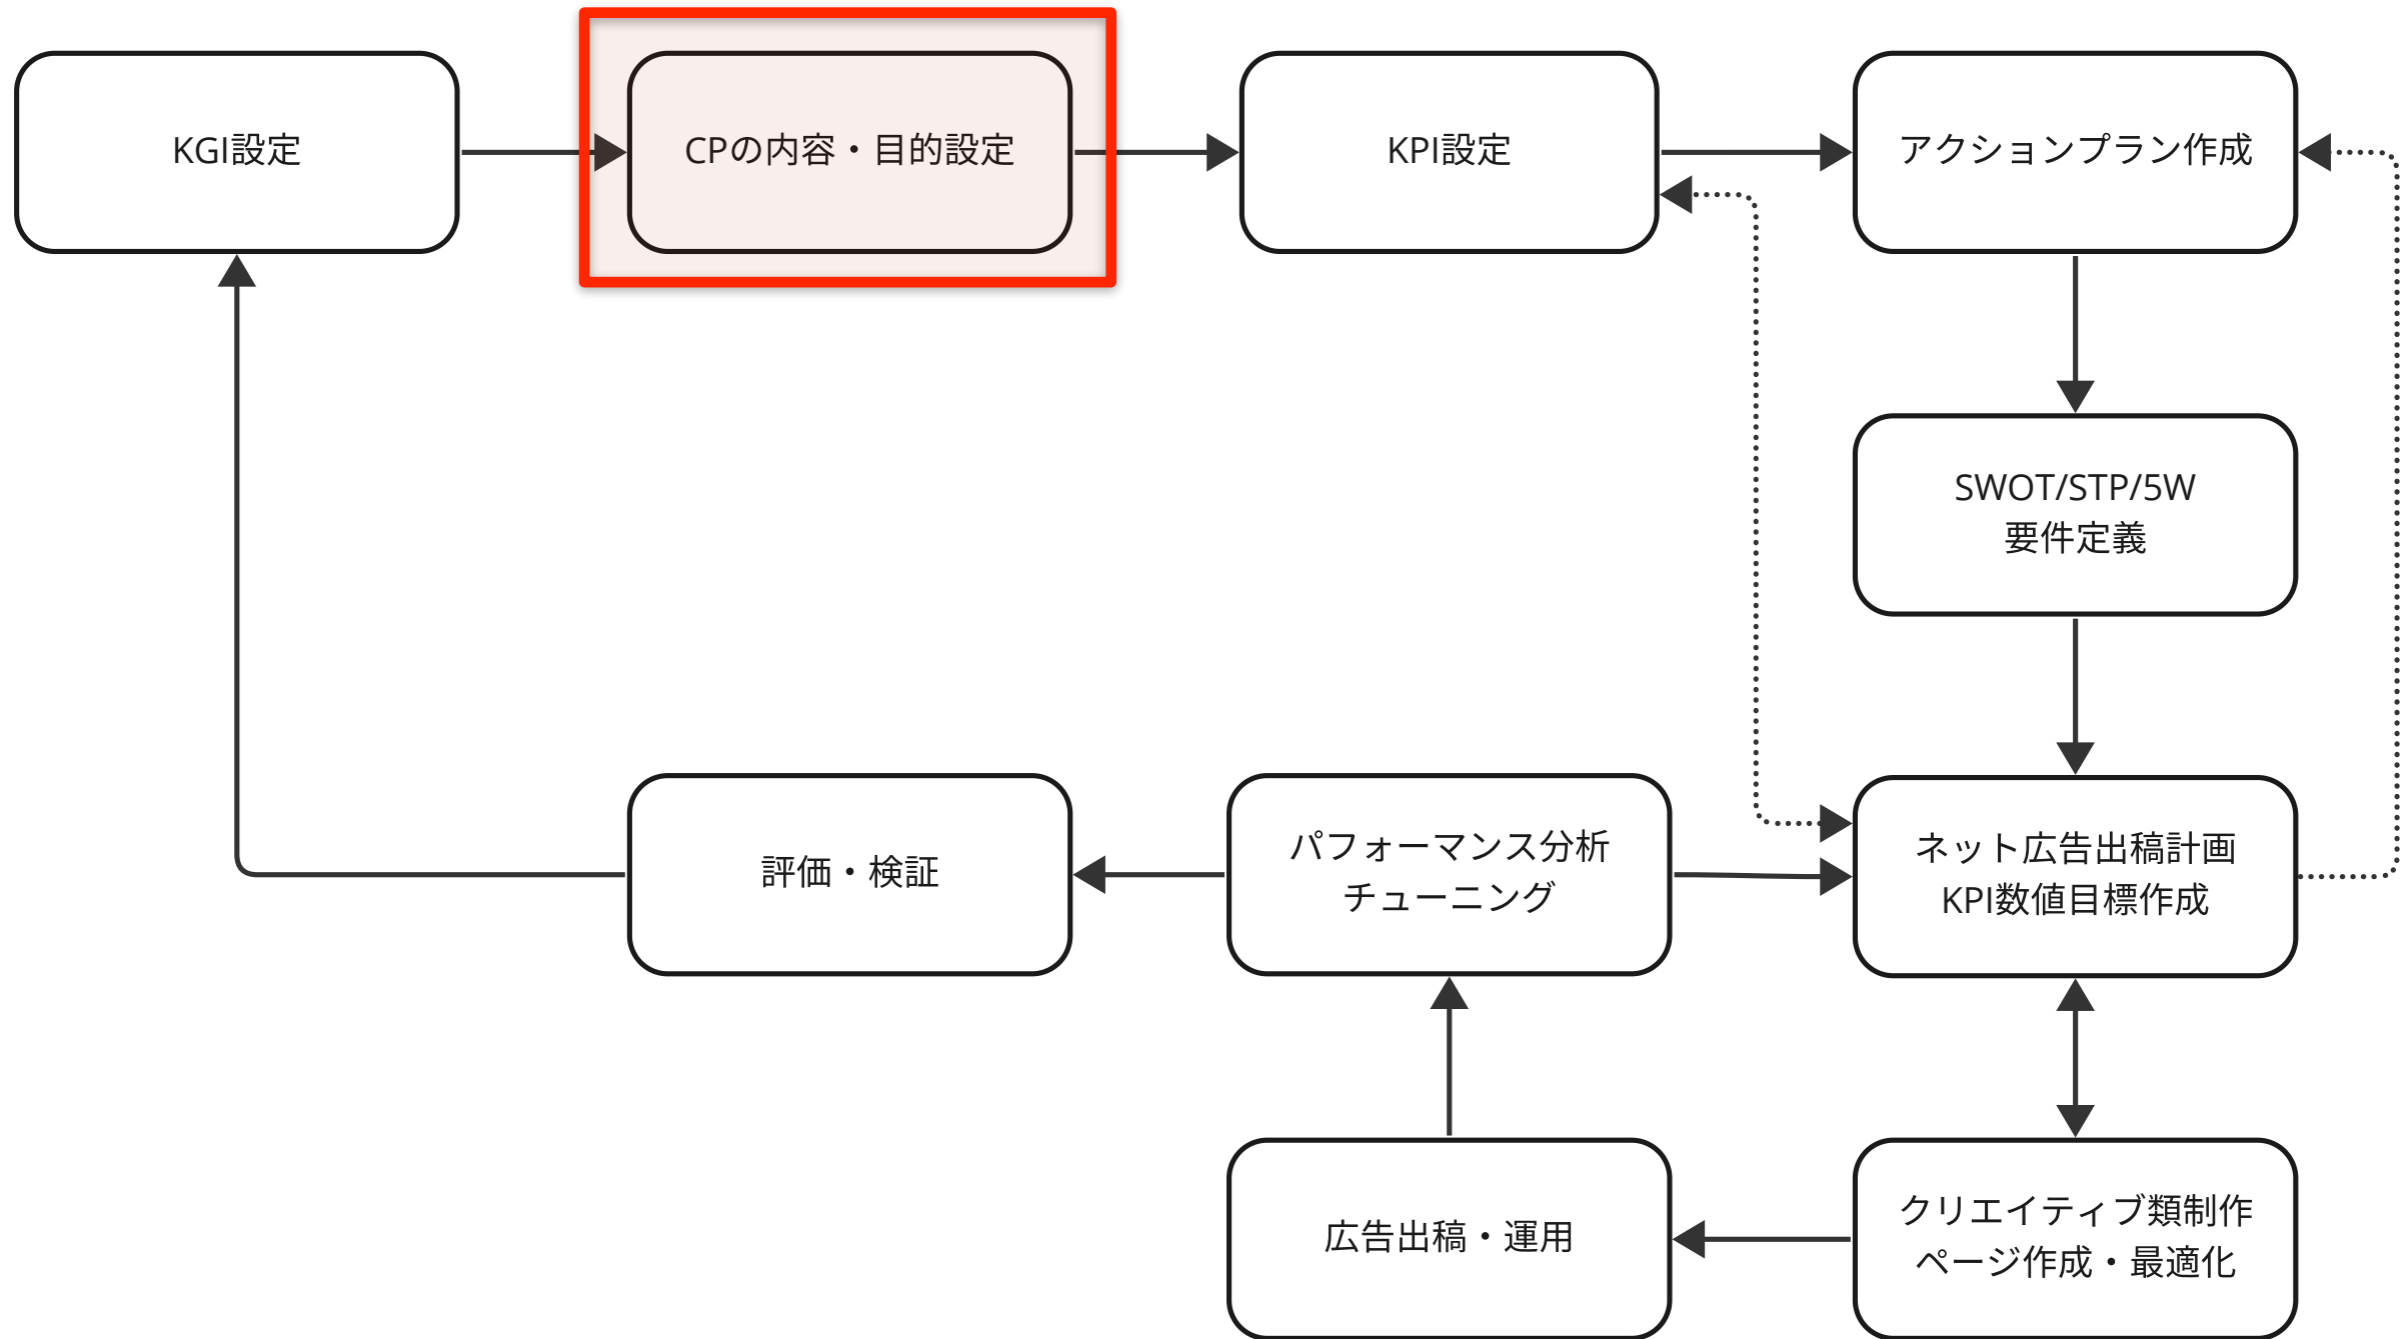 KGI設定
CPの内容・目的設定
KPI設定
アクションプラン作成
SWOT/STP/5W
要件定義
評価・検証
パフォーマンス分析
チューニング
ネット広告出稿計画
KPI数値目標作成
広告出稿・運用
クリエイティブ類制作
ページ作成・最適化